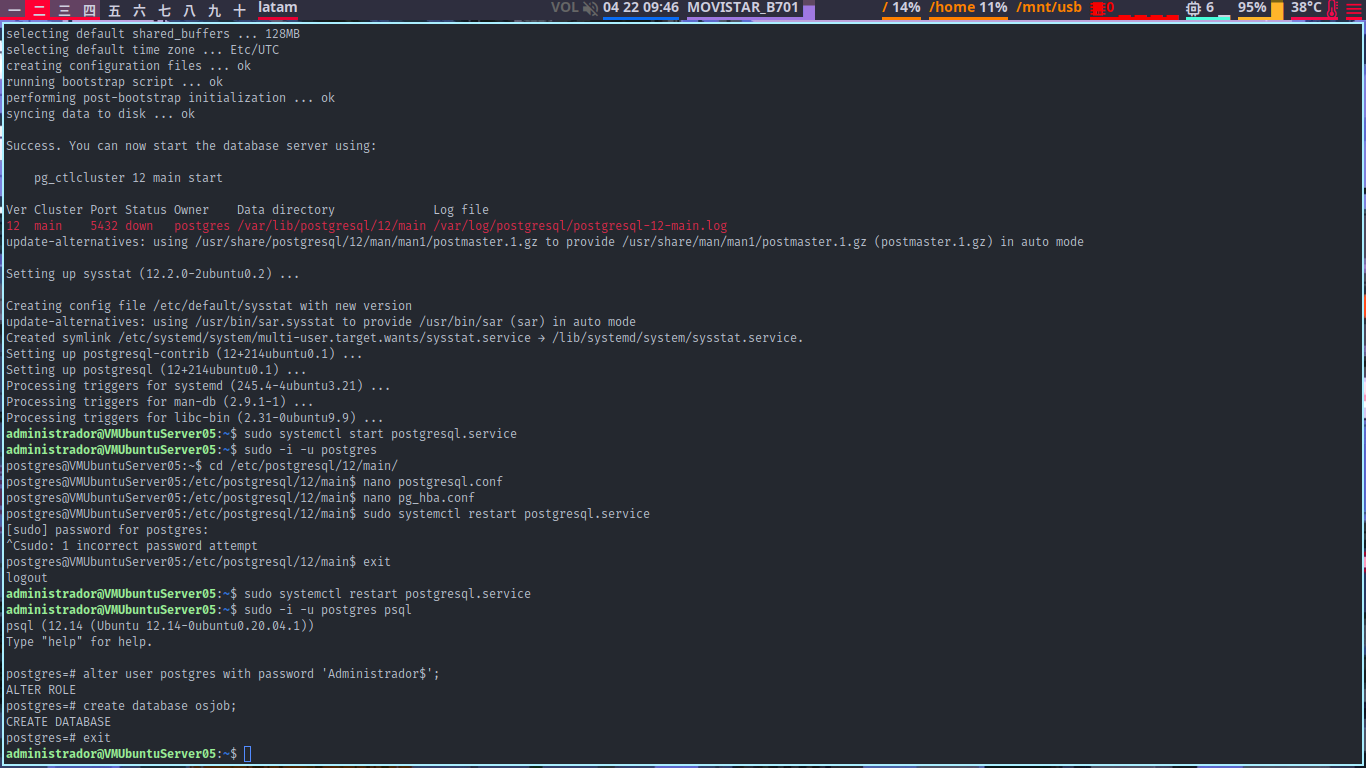 一 二 三 四 五 六 七 八 九 十 latam VOL 04 22 09:46 MOVISTAR_B701 / 14% /home 11% /mnt/usb 0 6 95% 38°C
selecting default shared_buffers ... 128MB
selecting default time zone ... Etc/UTC
creating configuration files ... ok
running bootstrap script ... ok
performing post-bootstrap initialization ... ok
syncing data to disk ... ok
Success. You can now start the database server using:
pg_ctlcluster 12 main start
Ver Cluster Port Status Owner    Data directory              Log file
12  main    5432 down   postgres /var/lib/postgresql/12/main /var/log/postgresql/postgresql-12-main.log
update-alternatives: using /usr/share/postgresql/12/man/man1/postmaster.1.gz to provide /usr/share/man/man1/postmaster.1.gz (postmaster.1.gz) in auto mode
Setting up sysstat (12.2.0-2ubuntu0.2) ...
Creating config file /etc/default/sysstat with new version
update-alternatives: using /usr/bin/sar.sysstat to provide /usr/bin/sar (sar) in auto mode
Created symlink /etc/systemd/system/multi-user.target.wants/sysstat.service → /lib/systemd/system/sysstat.service.
Setting up postgresql-contrib (12+214ubuntu0.1) ...
Setting up postgresql (12+214ubuntu0.1) ...
Processing triggers for systemd (245.4-4ubuntu3.21) ...
Processing triggers for man-db (2.9.1-1) ...
Processing triggers for libc-bin (2.31-0ubuntu9.9) ...
administrador@VMUbuntuServer05:~$ sudo systemctl start postgresql.service
administrador@VMUbuntuServer05:~$ sudo -i -u postgres
postgres@VMUbuntuServer05:~$ cd /etc/postgresql/12/main/
postgres@VMUbuntuServer05:/etc/postgresql/12/main$ nano postgresql.conf
postgres@VMUbuntuServer05:/etc/postgresql/12/main$ nano pg_hba.conf
postgres@VMUbuntuServer05:/etc/postgresql/12/main$ sudo systemctl restart postgresql.service
[sudo] password for postgres:
^Csudo: 1 incorrect password attempt
postgres@VMUbuntuServer05:/etc/postgresql/12/main$ exit
logout
administrador@VMUbuntuServer05:~$ sudo systemctl restart postgresql.service
administrador@VMUbuntuServer05:~$ sudo -i -u postgres psql
psql (12.14 (Ubuntu 12.14-0ubuntu0.20.04.1))
Type "help" for help.
postgres=# alter user postgres with password 'Administrador$';
ALTER ROLE
postgres=# create database osjob;
CREATE DATABASE
postgres=# exit
administrador@VMUbuntuServer05:~$